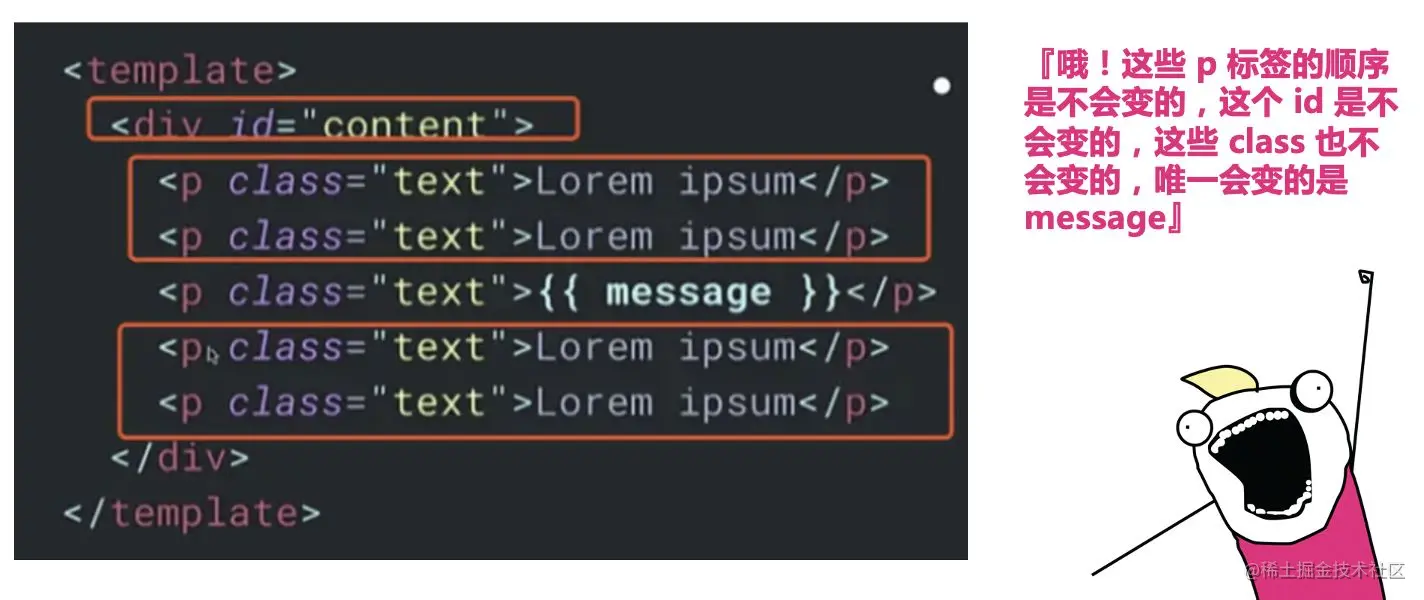 <template>
<div id="content">
<p class="text">Lorem ipsum</p>
<p class="text">Lorem ipsum</p>
<p class="text">{{ message }}</p>
<p class="text">Lorem ipsum</p>
<p class="text">Lorem ipsum</p>
</div>
</template>
『哦！这些 p 标签的顺序
是不会变的，这个 id 是不
会变的，这些 class 也不
会变的，唯一会变的是
message』
@稀土掘金技术社区